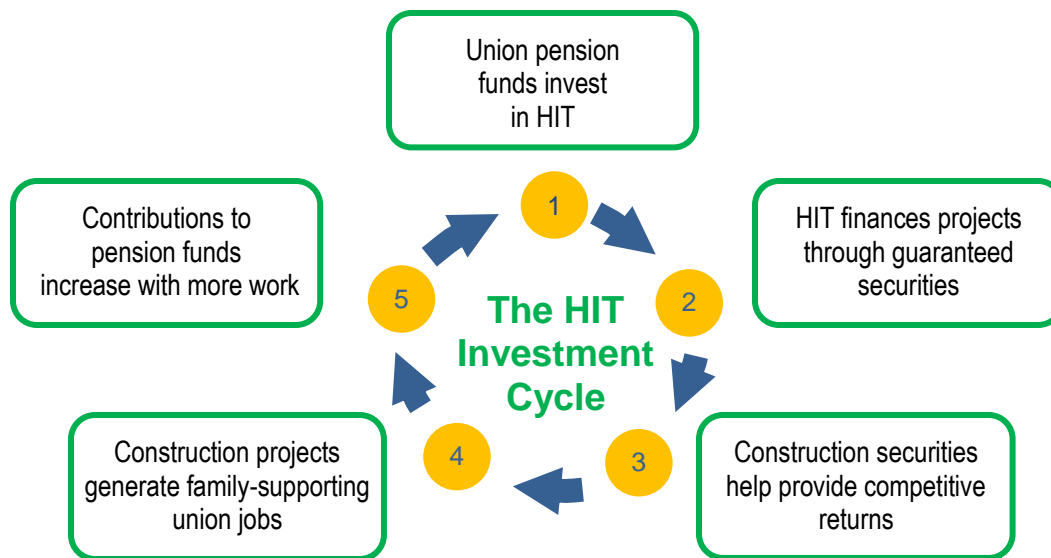 Union pension
funds invest
in HIT
1
HIT finances projects
through guaranteed
securities
2
Construction securities
help provide competitive
returns
3
Construction projects
generate family-supporting
union jobs
4
Contributions to
pension funds
increase with more work
5
The HIT
Investment
Cycle